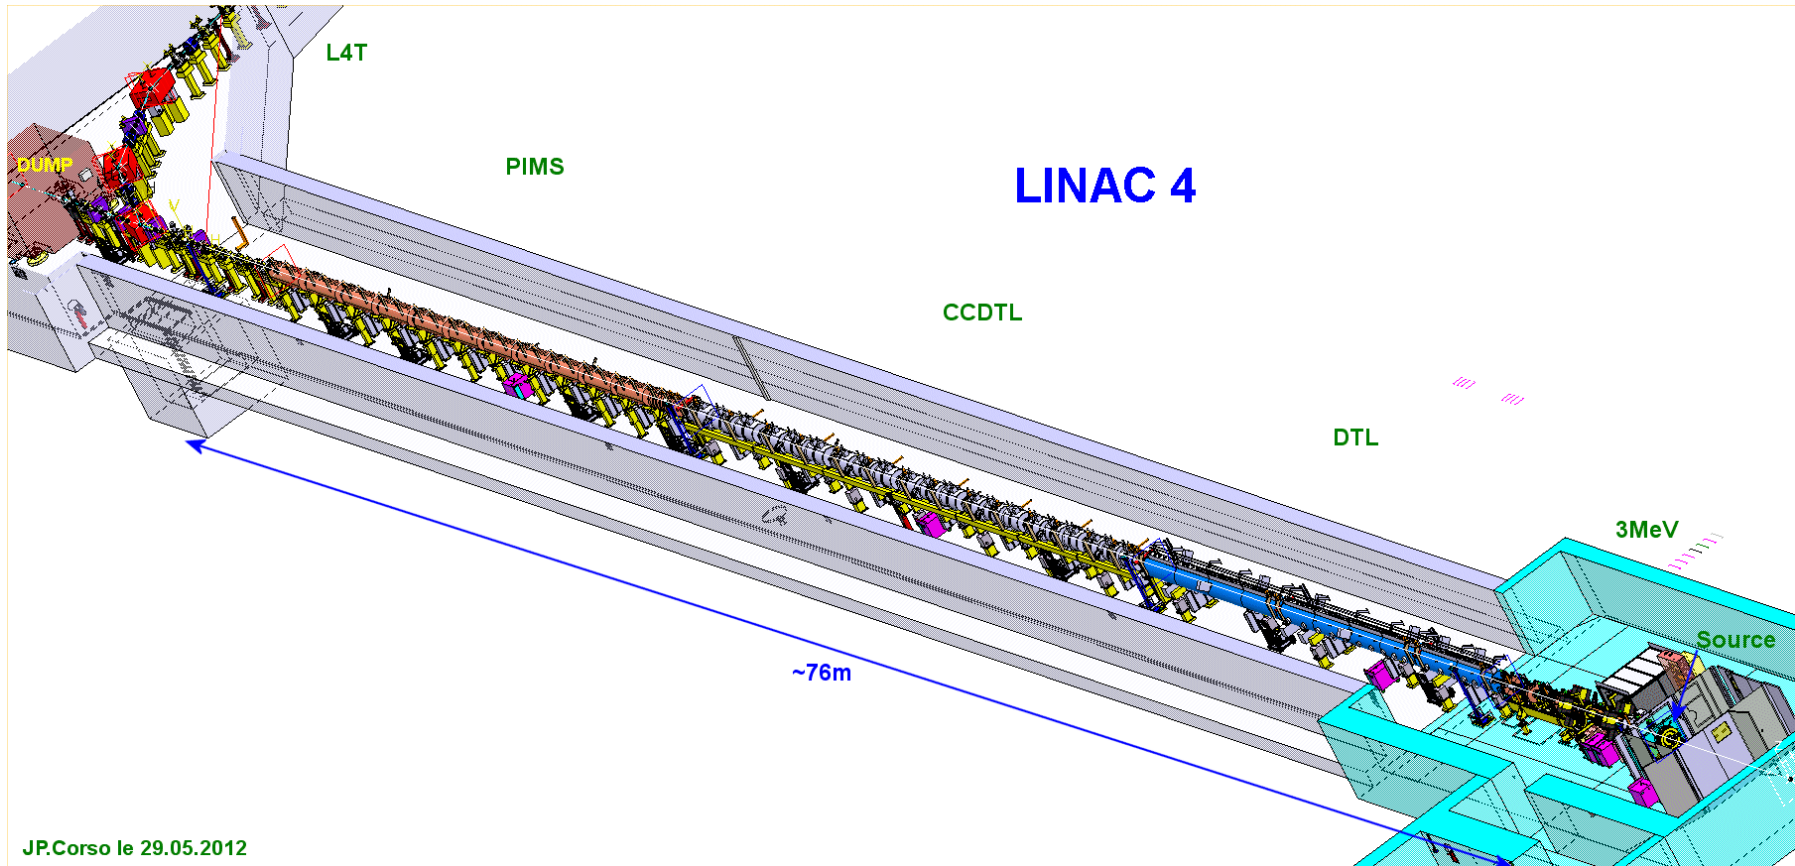 L4T
DUMP
PIMS
LINAC 4
CCDTL
DTL
3MeV
Source
~76m
JP.Corso le 29.05.2012